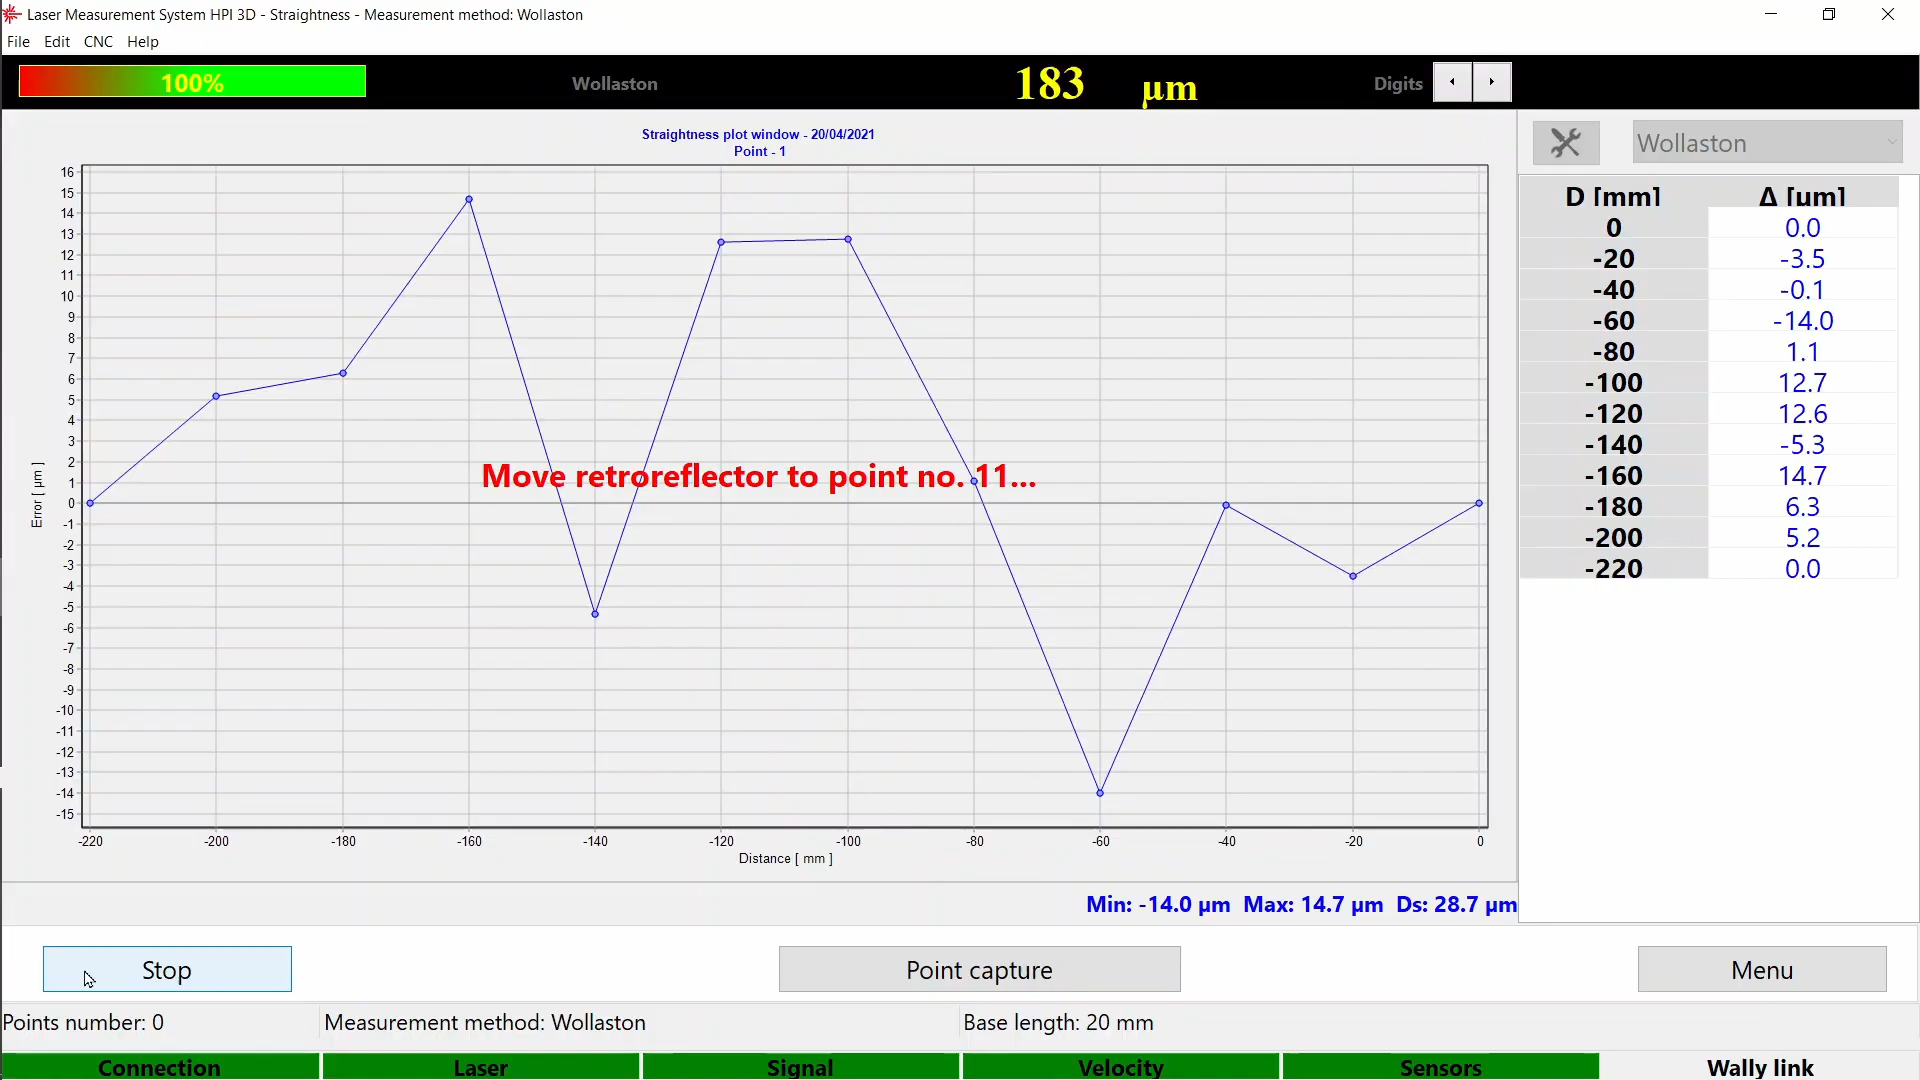 Laser Measurement System HPI 3D - Straightness - Measurement method: Wollaston
File Edit CNC Help
100% Wollaston 183 µm Digits
Straightness plot window - 20/04/2021
Point - 1
Wollaston
D [mm] Δ [µm]
0 0.0
-20 -3.5
-40 -0.1
-60 -14.0
-80 1.1
-100 12.7
-120 12.6
-140 -5.3
-160 14.7
-180 6.3
-200 5.2
-220 0.0
16
15
14
13
12
11
10
9
8
7
6
5
4
3
2
1
0
-1
-2
-3
-4
-5
-6
-7
-8
-9
-10
-11
-12
-13
-14
-15
Error [ µm ]
Move retroreflector to point no. 11...
-220 -200 -180 -160 -140 -120 -100 -80 -60 -40 -20 0
Distance [ mm ]
Min: -14.0 µm Max: 14.7 µm Ds: 28.7 µm
Stop Point capture Menu
Points number: 0 Measurement method: Wollaston Base length: 20 mm
Connection Laser Signal Velocity Sensors Wally link